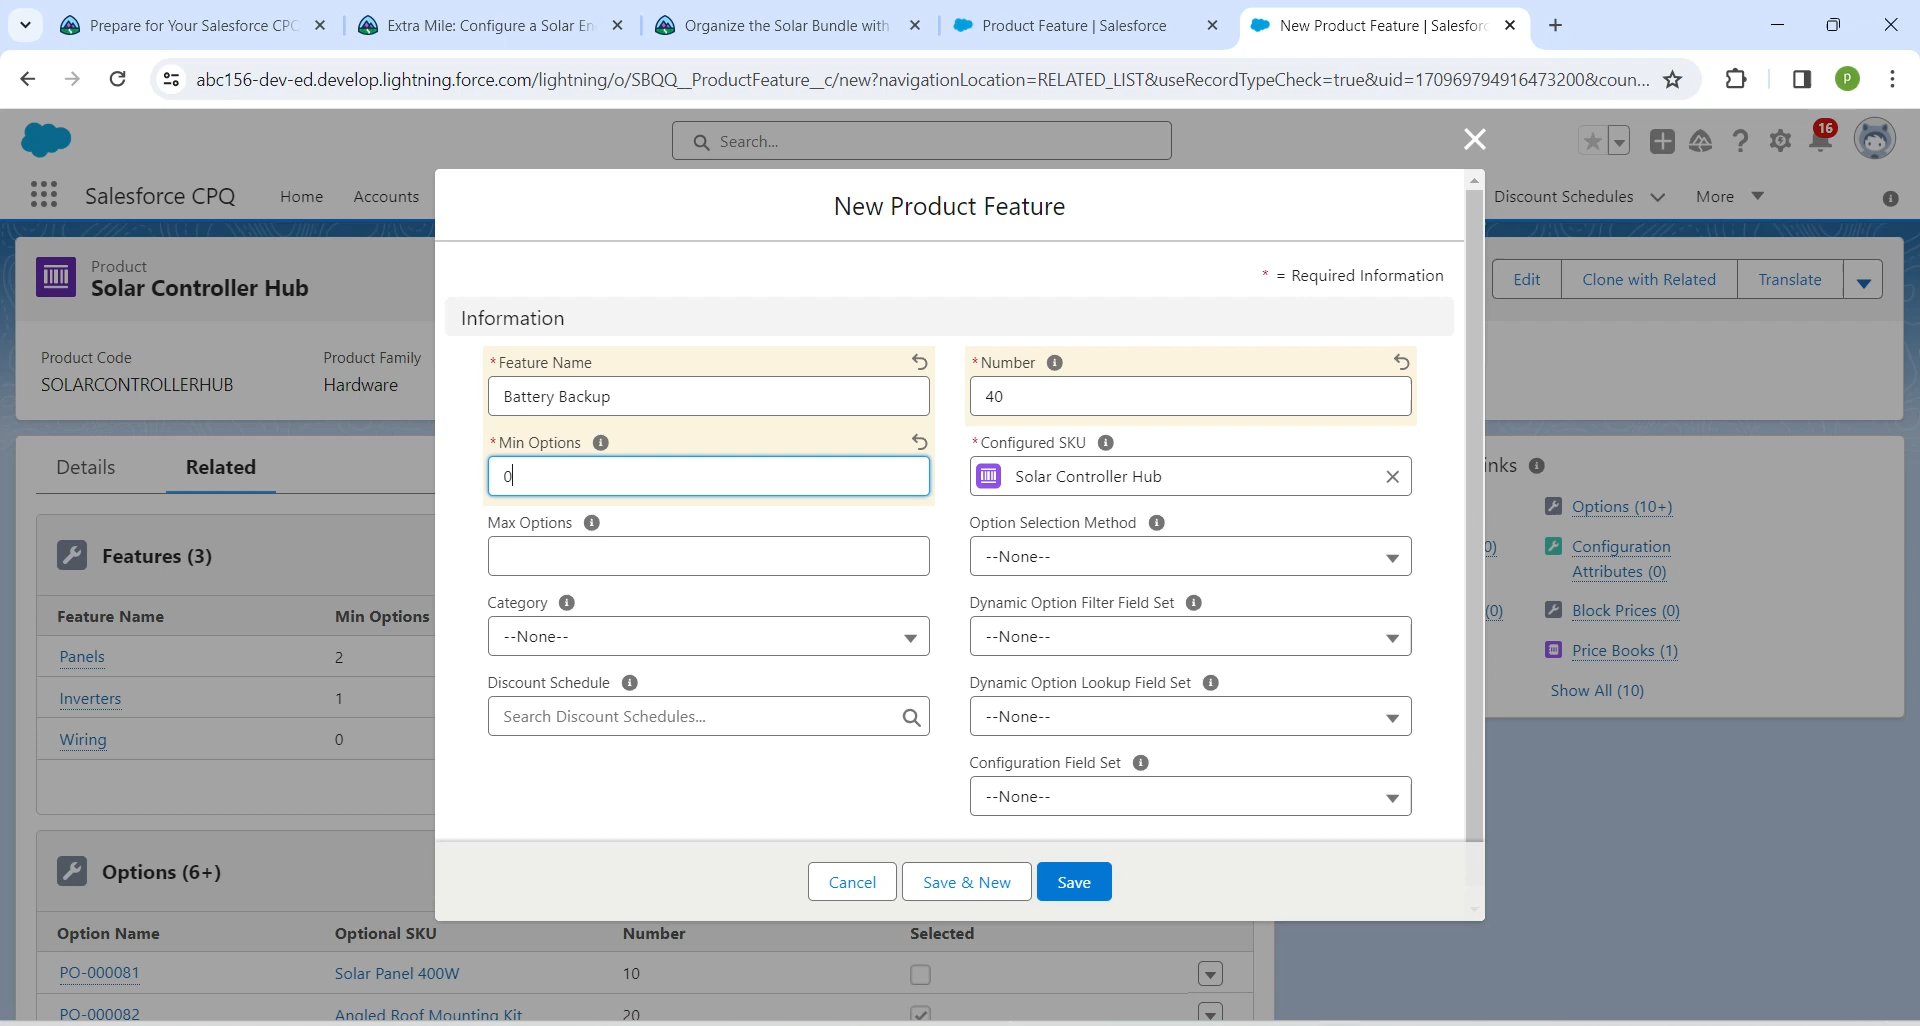 Prepare for Your Salesforce CPQ
Extra Mile: Configure a Solar En
Organize the Solar Bundle with
Product Feature | Salesforce
New Product Feature | Salesforc
abc156-dev-ed.develop.lightning.force.com/lightning/o/SBQQ__ProductFeature__c/new?navigationLocation=RELATED_LIST&useRecordTypeCheck=true&uid=170969794916473200&coun...
P
Search...
16
Salesforce CPQ
Home
Accounts
Discount Schedules
More
New Product Feature
Product
Solar Controller Hub
Edit
Clone with Related
Translate
* = Required Information
Information
Product Code
Product Family
SOLARCONTROLLERHUB
Hardware
* Feature Name
Battery Backup
* Number
40
* Min Options
0
* Configured SKU
Solar Controller Hub
Max Options
Option Selection Method
--None--
Category
--None--
Dynamic Option Filter Field Set
--None--
Discount Schedule
Search Discount Schedules...
Dynamic Option Lookup Field Set
--None--
Configuration Field Set
--None--
Cancel
Save & New
Save
Details
Related
Features (3)
Feature Name
Min Options
Panels
2
Inverters
1
Wiring
0
inks
Options (10+)
0)
Configuration
Attributes (0)
(0)
Block Prices (0)
Price Books (1)
Show All (10)
Options (6+)
Option Name
Optional SKU
Number
Selected
PO-000081
Solar Panel 400W
10
PO-000082
Angled Roof Mounting Kit
20